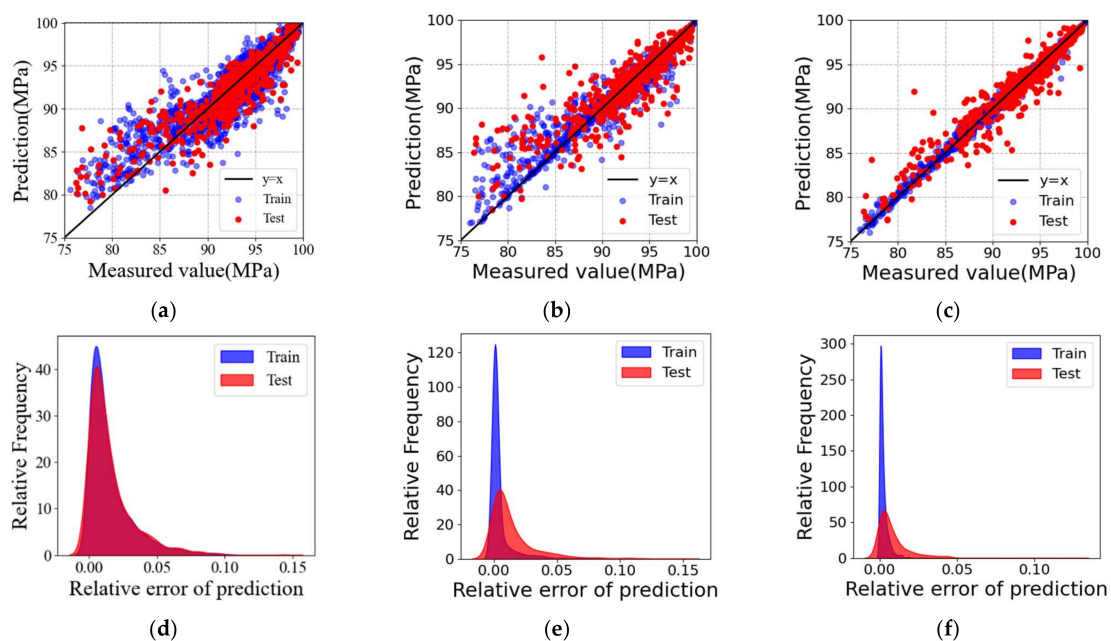 100
95
90
85
80
75
Prediction(MPa)
y=x
Train
Test
75 80 85 90 95 100
Measured value(MPa)
(a)
100
95
90
85
80
75
Prediction(MPa)
y=x
Train
Test
75 80 85 90 95 100
Measured value(MPa)
(b)
100
95
90
85
80
75
Prediction(MPa)
y=x
Train
Test
75 80 85 90 95 100
Measured value(MPa)
(c)
40
30
20
10
0
Relative Frequency
Train
Test
0.00 0.05 0.10 0.15
Relative error of prediction
(d)
120
100
80
60
40
20
0
Relative Frequency
Train
Test
0.00 0.05 0.10 0.15
Relative error of prediction
(e)
300
250
200
150
100
50
0
Relative Frequency
Train
Test
0.00 0.05 0.10
Relative error of prediction
(f)